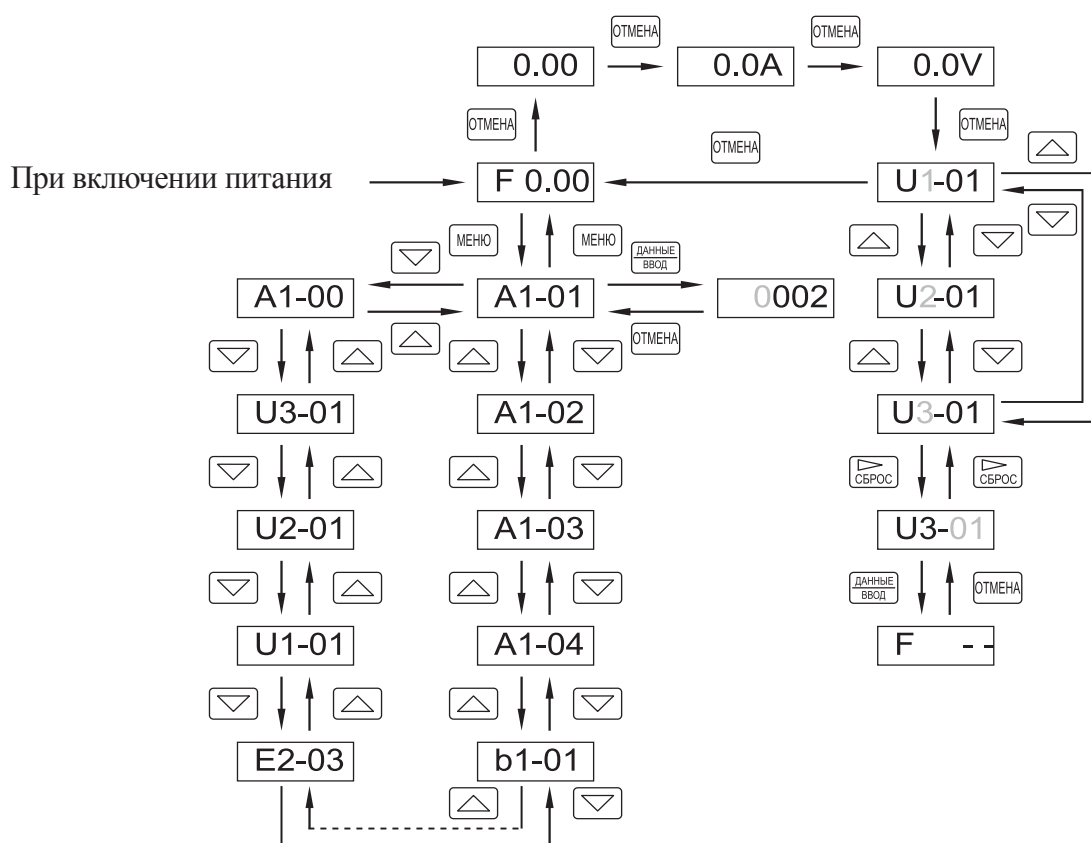 ОТМЕНА ОТМЕНА
0.00 0.0A 0.0V
ОТМЕНА ОТМЕНА ОТМЕНА
При включении питания F 0.00 U1-01
МЕНЮ МЕНЮ ДАННЫЕ ВВОД
A1-00 A1-01 0002 U2-01
ОТМЕНА
U3-01 A1-02 U3-01
СБРОС СБРОС
U2-01 A1-03 U3-01
ДАННЫЕ ВВОД ОТМЕНА
U1-01 A1-04 F - -
E2-03 b1-01